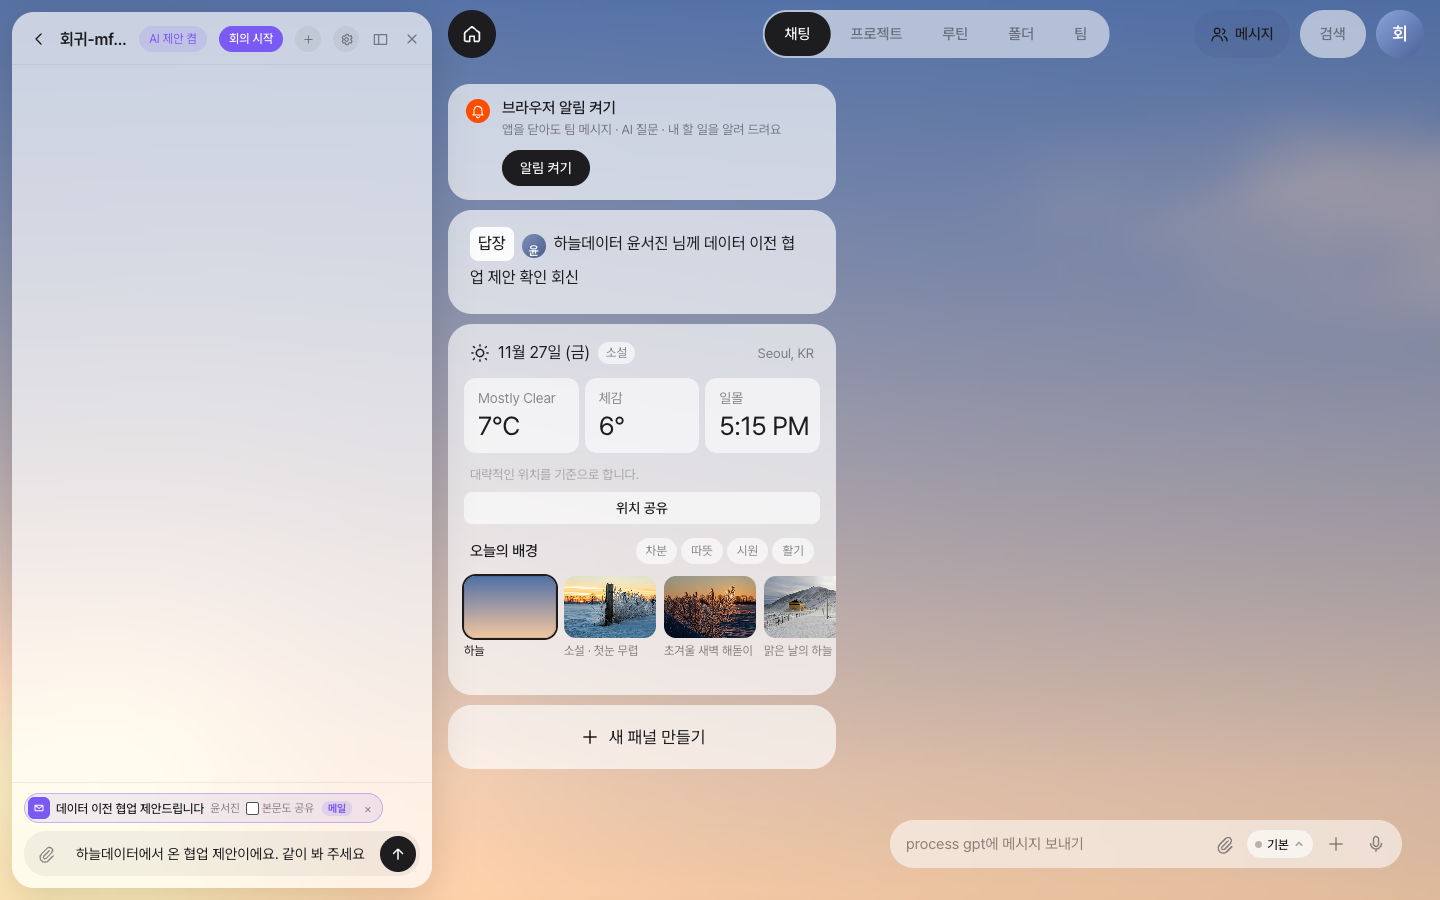 회귀-mf...
AI 제안 켬
회의 시작
데이터 이전 협업 제안드립니다 윤서진 본문도 공유 메일 ×
하늘데이터에서 온 협업 제안이에요. 같이 봐 주세요
채팅
프로젝트
루틴
폴더
팀
메시지
검색
회
브라우저 알림 켜기
앱을 닫아도 팀 메시지 · AI 질문 · 내 할 일을 알려 드려요
알림 켜기
답장 윤 하늘데이터 윤서진 님께 데이터 이전 협
업 제안 확인 회신
11월 27일 (금) 소설 Seoul, KR
Mostly Clear
7°C
체감
6°
일몰
5:15 PM
대략적인 위치를 기준으로 합니다.
위치 공유
오늘의 배경
차분
따뜻
시원
활기
하늘
소설 · 첫눈 무렵
초겨울 새벽 해돋이
맑은 날의 하늘
새 패널 만들기
process gpt에 메시지 보내기
기본